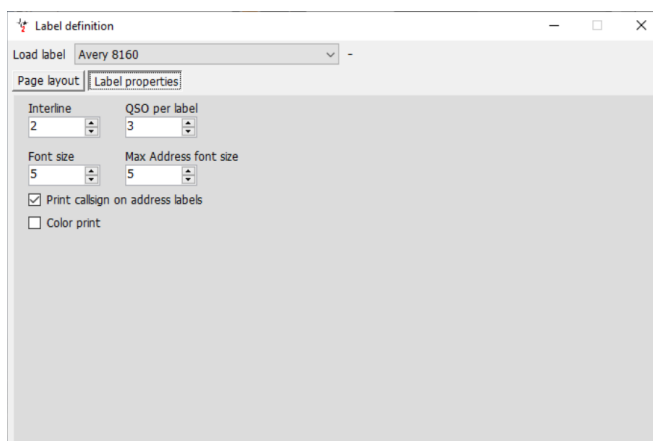 Label definition
Load label Avery 8160 -
Page layout Label properties
Interline QSO per label
2 3
Font size Max Address font size
5 5
Print callsign on address labels
Color print